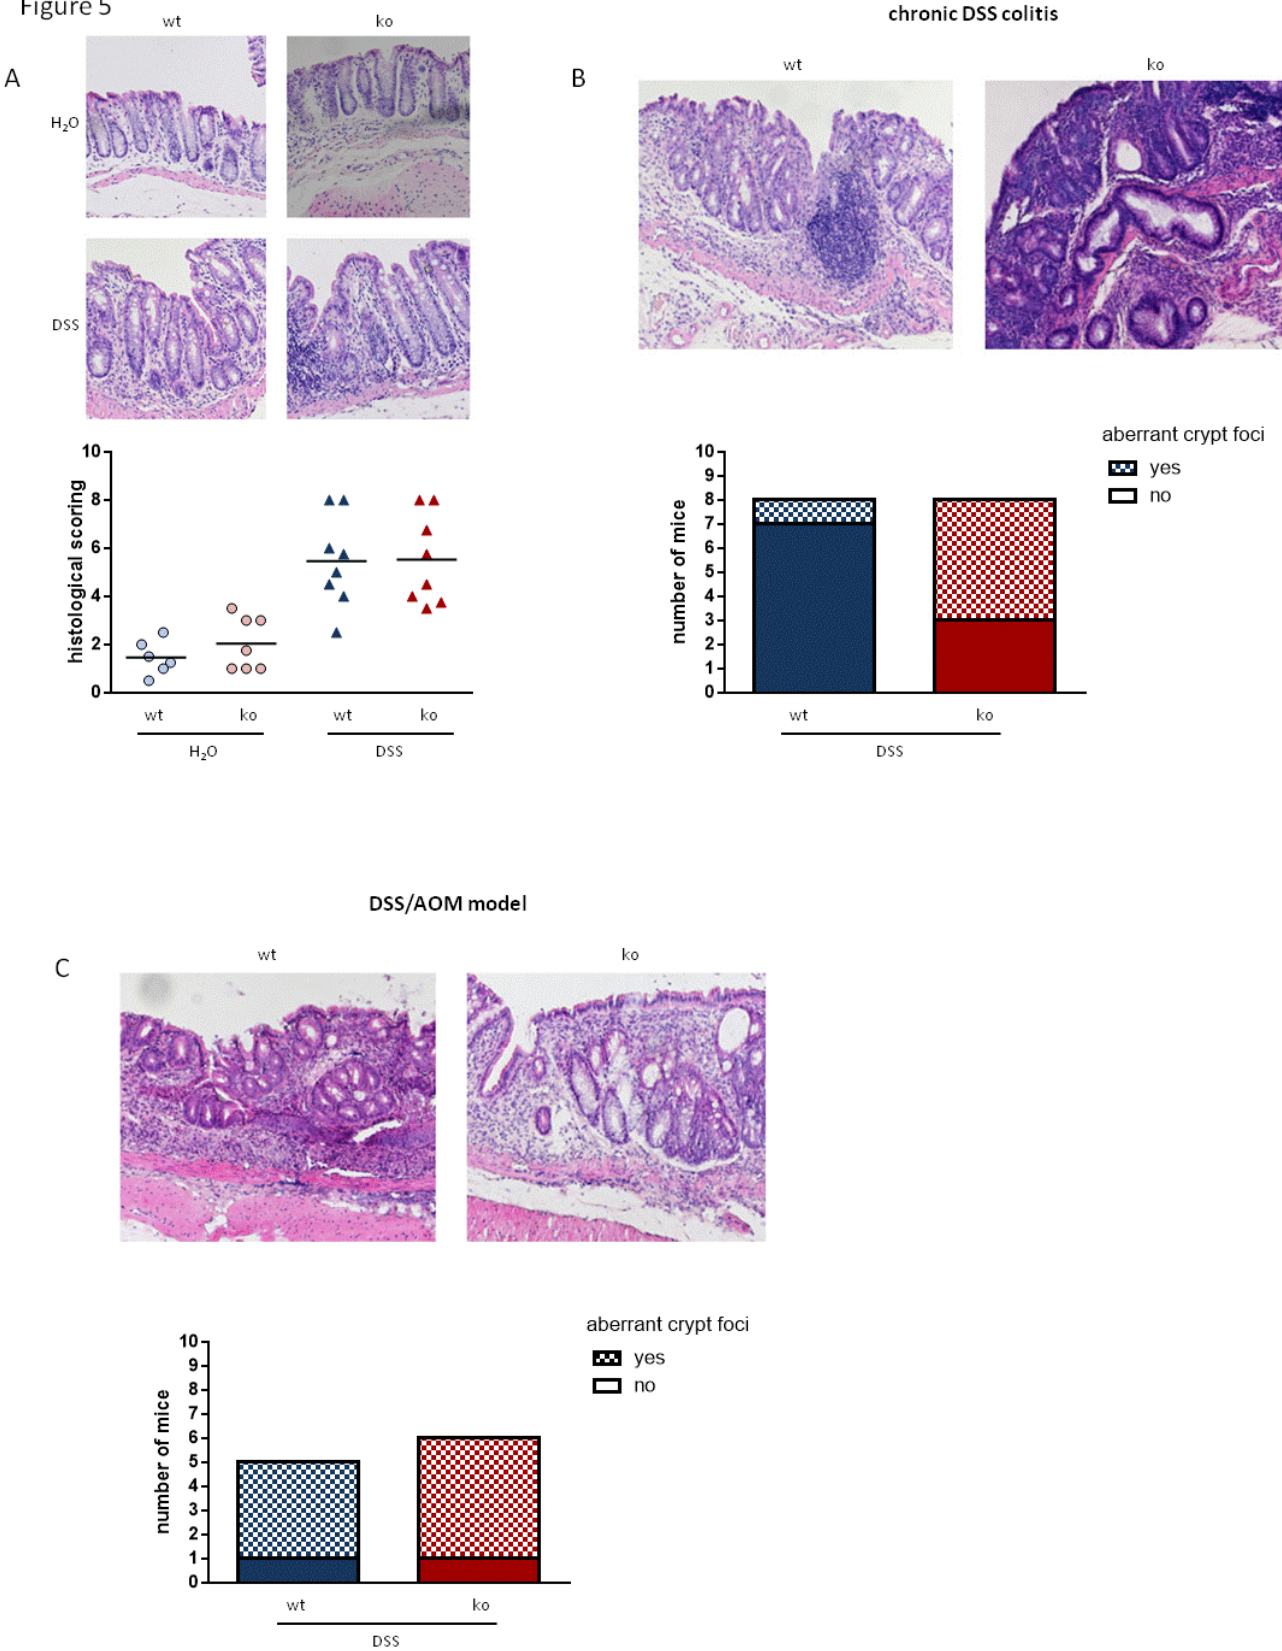 Figure 5
wt
ko
A
H₂O
DSS
histological scoring
10
8
6
4
2
0
wt
ko
wt
ko
H₂O
DSS
chronic DSS colitis
B
wt
ko
aberrant crypt foci
yes
no
number of mice
10
9
8
7
6
5
4
3
2
1
0
wt
ko
DSS
DSS/AOM model
C
wt
ko
aberrant crypt foci
yes
no
number of mice
10
9
8
7
6
5
4
3
2
1
0
wt
ko
DSS